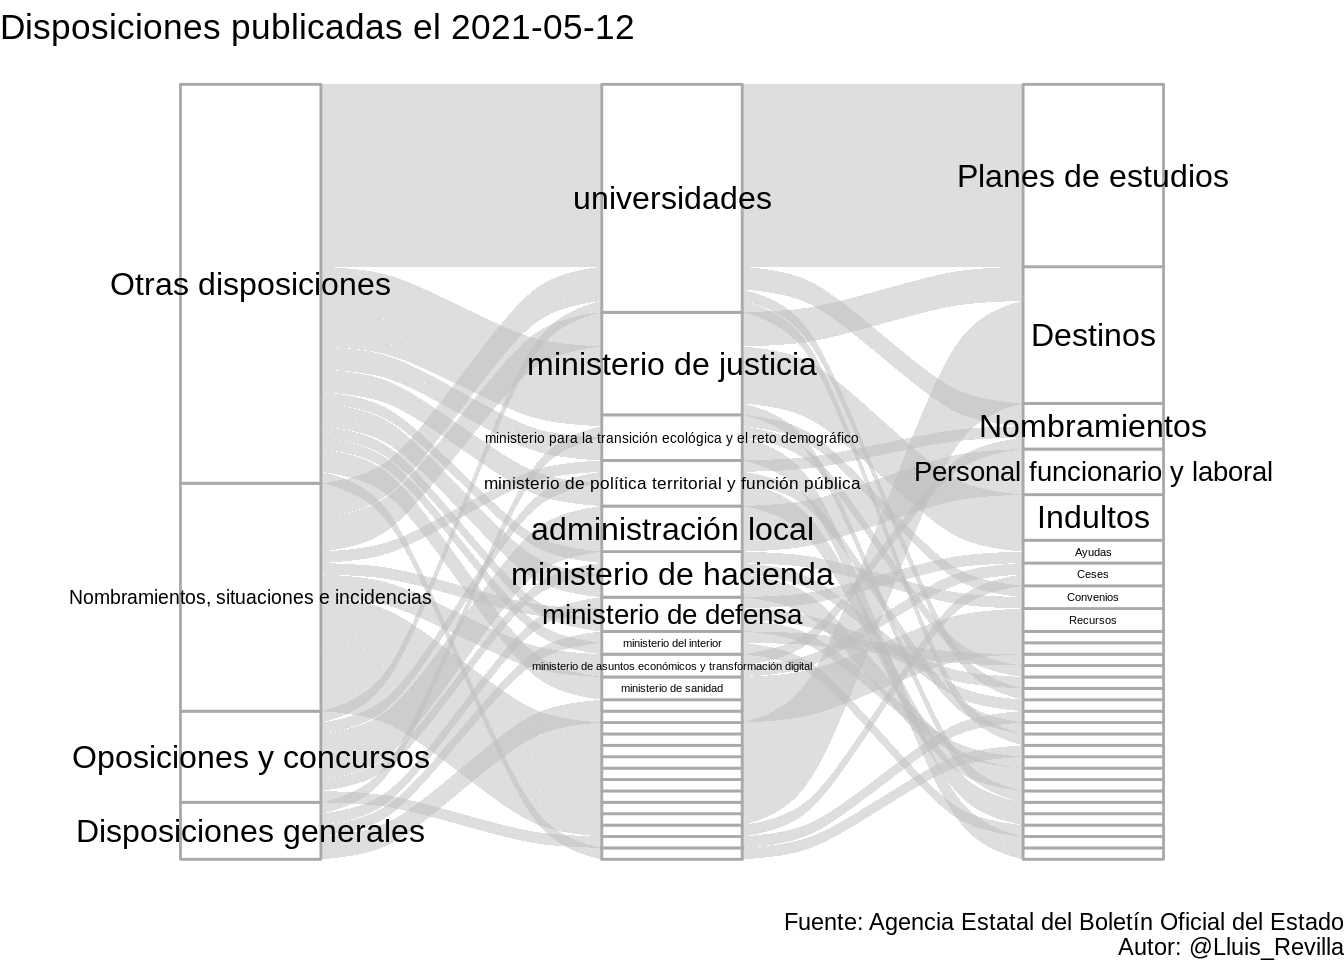 Disposiciones publicadas el 2021-05-12
Otras disposiciones
Nombramientos, situaciones e incidencias
Oposiciones y concursos
Disposiciones generales
universidades
ministerio de justicia
ministerio para la transición ecológica y el reto demográfico
ministerio de política territorial y función pública
administración local
ministerio de hacienda
ministerio de defensa
ministerio del interior
ministerio de asuntos económicos y transformación digital
ministerio de sanidad
Planes de estudios
Destinos
Nombramientos
Personal funcionario y laboral
Indultos
Ayudas
Ceses
Convenios
Recursos
Fuente: Agencia Estatal del Boletín Oficial del Estado
Autor: @Lluis_Revilla